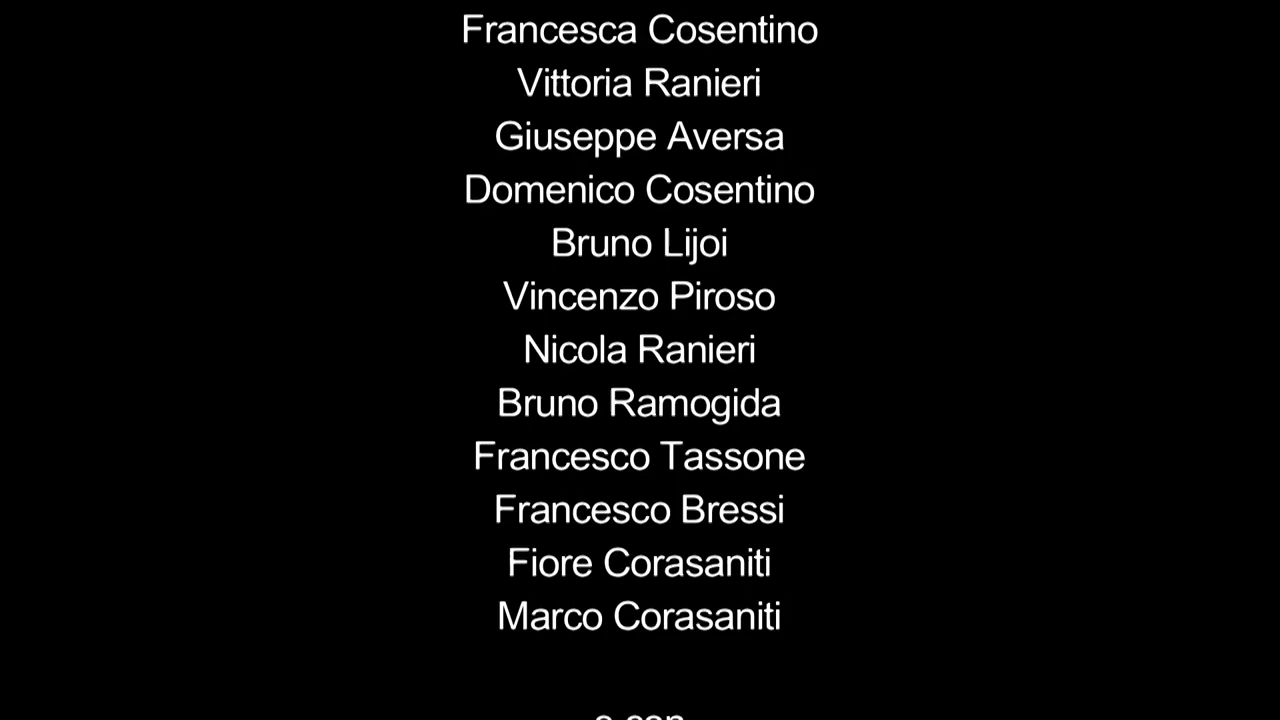 Francesca Cosentino
Vittoria Ranieri
Giuseppe Aversa
Domenico Cosentino
Bruno Lijoi
Vincenzo Piroso
Nicola Ranieri
Bruno Ramogida
Francesco Tassone
Francesco Bressi
Fiore Corasaniti
Marco Corasaniti
e con